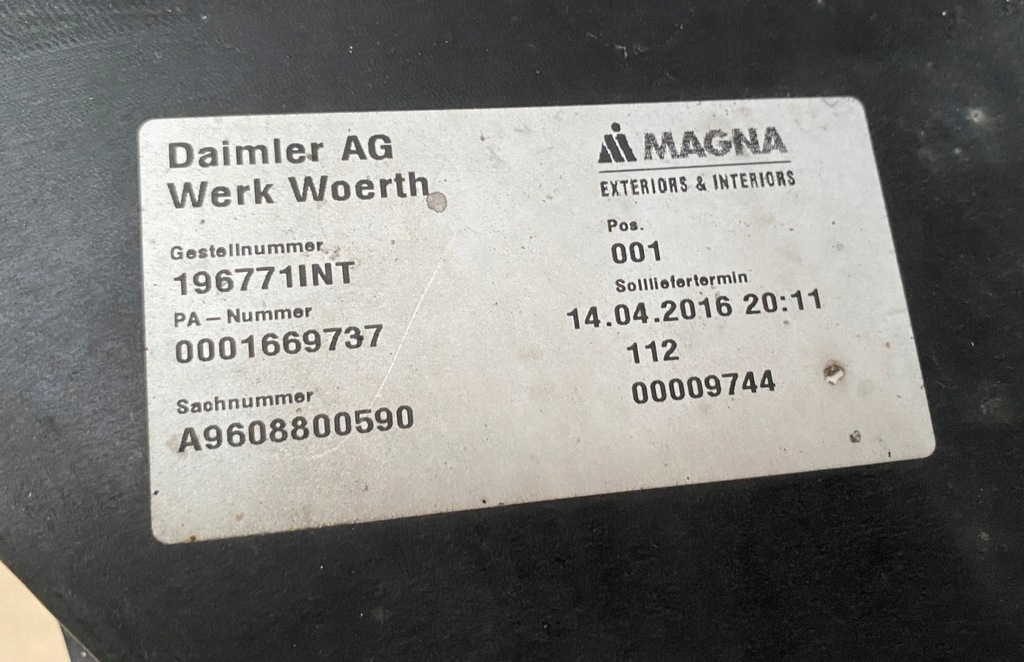 Daimler AG
Werk Woerth
Gestellnummer
196771INT
PA-Nummer
0001669737
Sachnummer
A9608800590
MAGNA
EXTERIORS & INTERIORS
Pos.
001
Sollliefertermin
14.04.2016 20:11
112
00009744